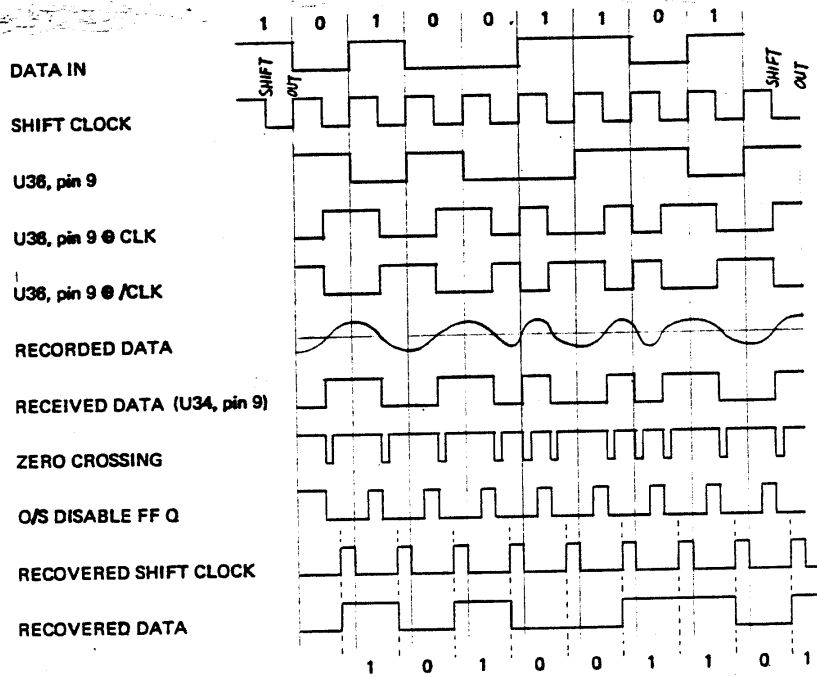 1 0 1 0 0 1 1 0 1
DATA IN
SHIFT OUT
SHIFT OUT
SHIFT CLOCK
U36, pin 9
U36, pin 9 ⊕ CLK
U36, pin 9 ⊕ /CLK
RECORDED DATA
RECEIVED DATA (U34, pin 9)
ZERO CROSSING
O/S DISABLE FF Q
RECOVERED SHIFT CLOCK
RECOVERED DATA
1 0 1 0 0 1 1 0 1